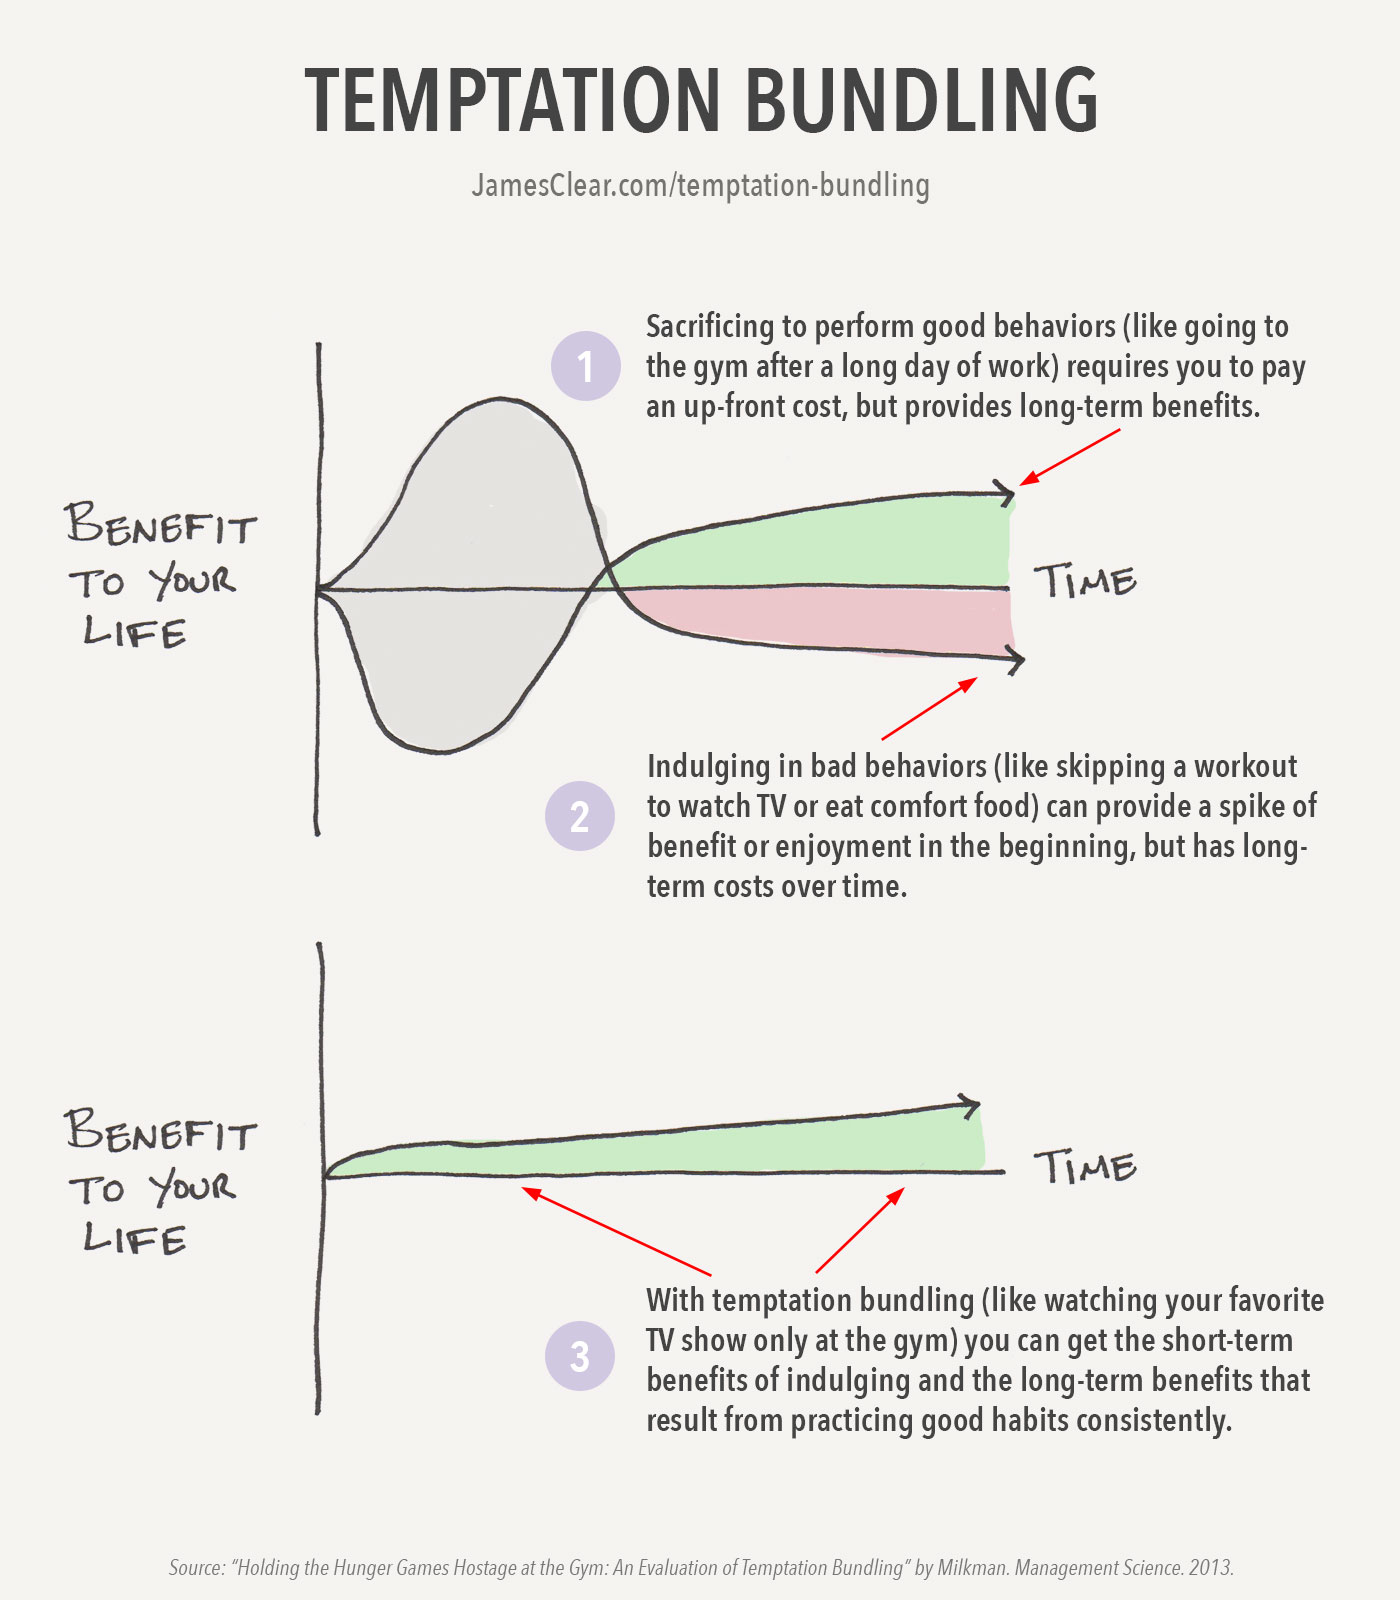 TEMPTATION BUNDLING
JamesClear.com/temptation-bundling
1
Sacrificing to perform good behaviors (like going to
the gym after a long day of work) requires you to pay
an up-front cost, but provides long-term benefits.
BENEFIT
TO YOUR
LIFE
TIME
2
Indulging in bad behaviors (like skipping a workout
to watch TV or eat comfort food) can provide a spike of
benefit or enjoyment in the beginning, but has long-
term costs over time.
BENEFIT
TO YOUR
LIFE
TIME
3
With temptation bundling (like watching your favorite
TV show only at the gym) you can get the short-term
benefits of indulging and the long-term benefits that
result from practicing good habits consistently.
Source: “Holding the Hunger Games Hostage at the Gym: An Evaluation of Temptation Bundling” by Milkman. Management Science. 2013.